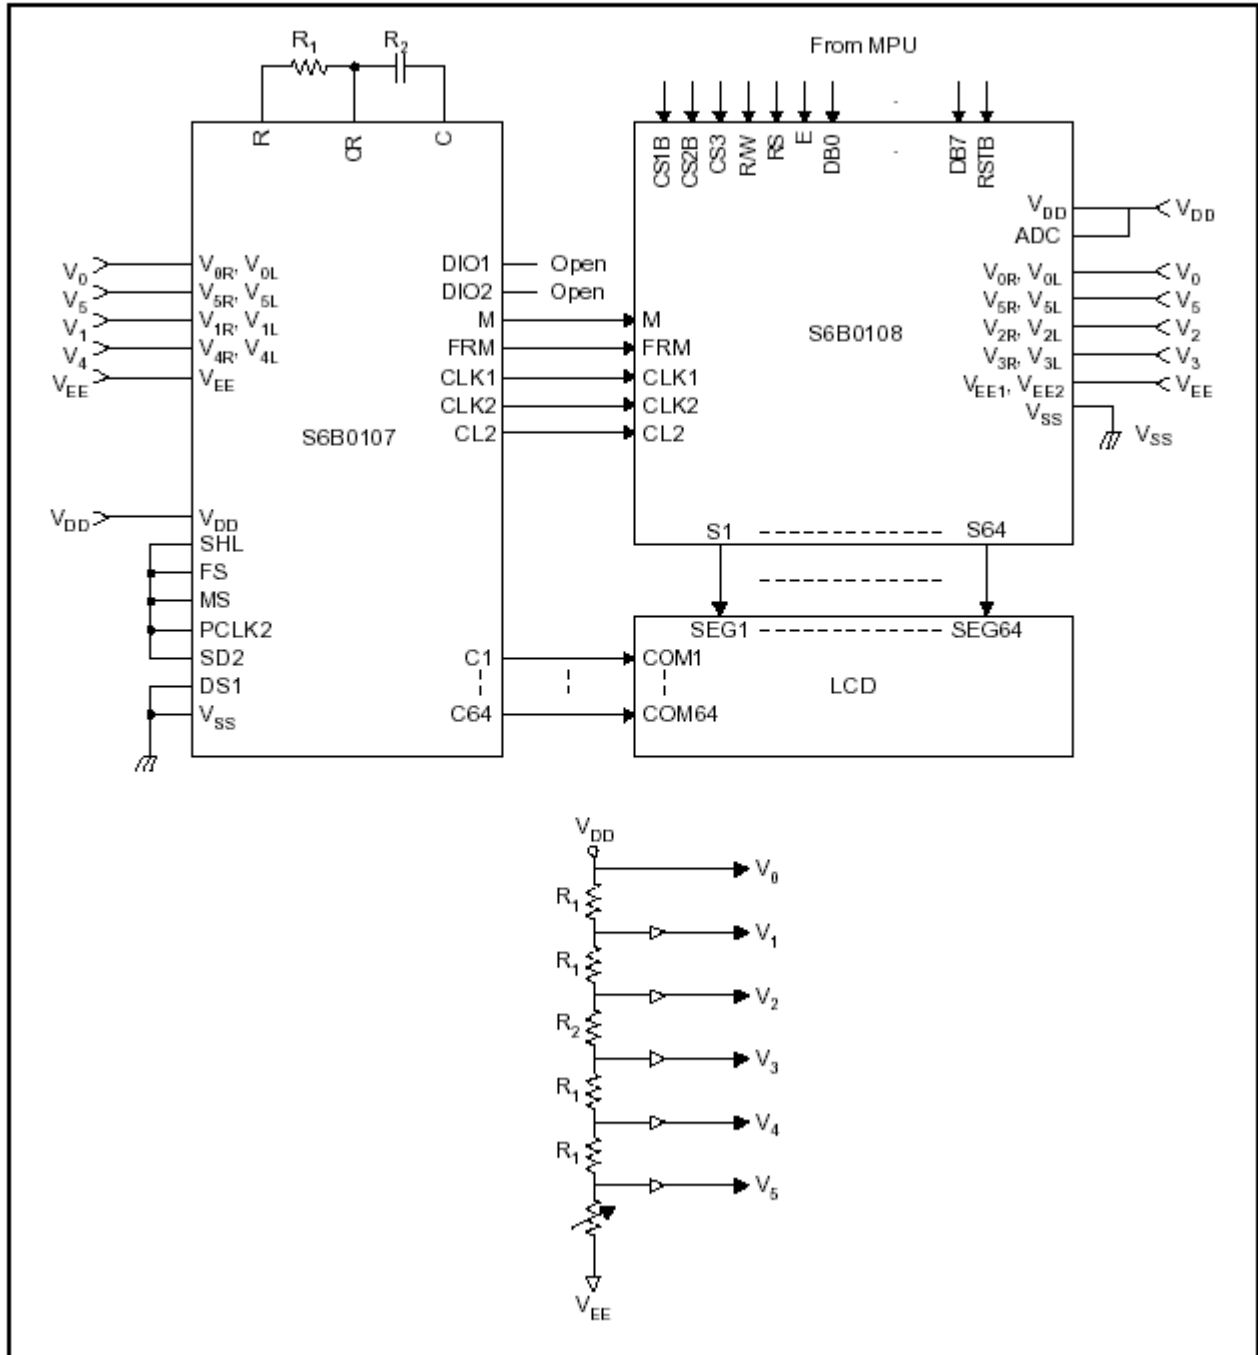 R1
R2
From MPU
R
CR
C
CS1B
CS2B
CS3
R/W
RS
E
DB0
DB7
RSTB
V0
V5
V1
V4
VEE
V0R, V0L
V5R, V5L
V1R, V1L
V4R, V4L
VEE
S6B0107
DIO1
DIO2
M
FRM
CLK1
CLK2
CL2
Open
Open
M
FRM
CLK1
CLK2
CL2
S6B0108
VDD
ADC
V0R, V0L
V5R, V5L
V2R, V2L
V3R, V3L
VEE1, VEE2
VSS
VDD
V0
V5
V2
V3
VEE
VSS
VDD
VDD
SHL
FS
MS
PCLK2
SD2
DS1
VSS
C1
C64
S1
S64
SEG1
SEG64
COM1
LCD
COM64
VDD
V0
R1
V1
R1
V2
R2
V3
R1
V4
R1
V5
VEE